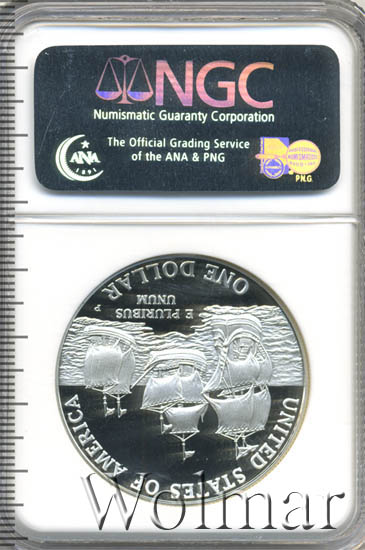 NGC
Numismatic Guaranty Corporation
The Official Grading Service
of the ANA & PNG
ANA
1891
P.N.G.
UNITED STATES OF AMERICA
E PLURIBUS
UNUM
P
ONE DOLLAR
Wolmar